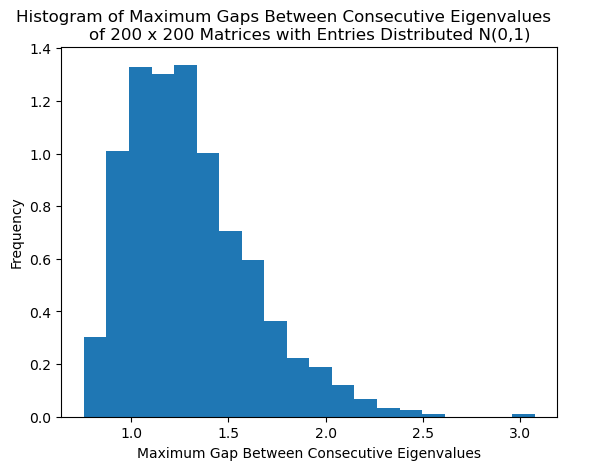 Histogram of Maximum Gaps Between Consecutive Eigenvalues
of 200 x 200 Matrices with Entries Distributed N(0,1)
1.4
1.2
1.0
0.8
0.6
0.4
0.2
0.0
Frequency
1.0 1.5 2.0 2.5 3.0
Maximum Gap Between Consecutive Eigenvalues